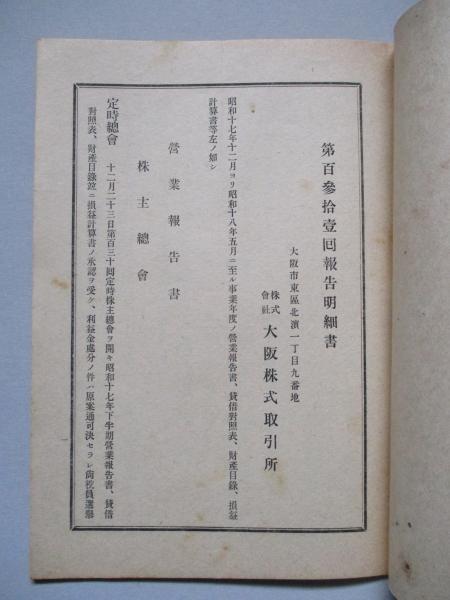 第百參拾壹囘報告明細書
大阪市東區北濱一丁目九番地
株式會社 大阪株式取引所
昭和十七年十二月ヨリ昭和十八年五月ニ至ル事業年度ノ營業報告書、貸借對照表、財產目錄、損益
計算書等左ノ如シ
營業報告書
株主總會
定時總會 十二月二十三日第百三十囘定時株主總會ヲ開キ昭和十七年下半期營業報告書、貸借
對照表、財產目錄竝ニ損益計算書ノ承認ヲ受ケ、利益金處分ノ件ハ原案通可決セラレ尙役員選擧